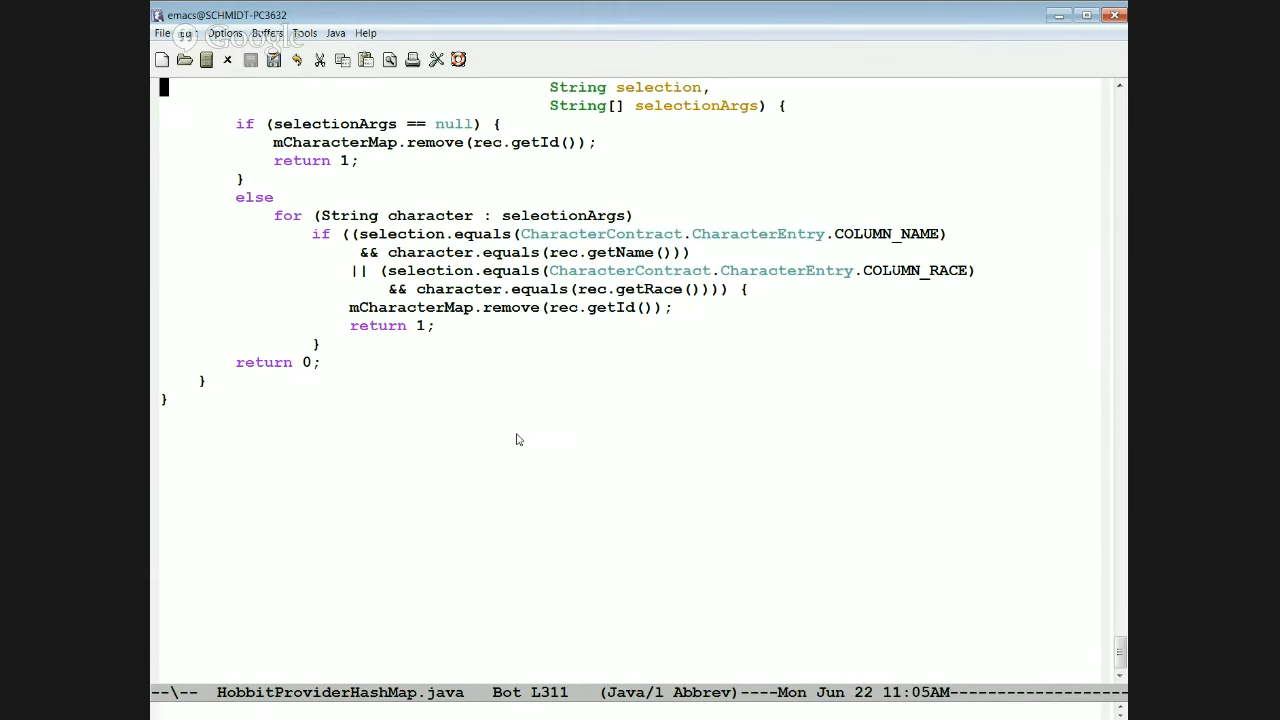 emacs@SCHMIDT-PC3632
File Edit Options Buffers Tools Java Help
Google
String selection,
String[] selectionArgs) {
if (selectionArgs == null) {
mCharacterMap.remove(rec.getId());
return 1;
}
else
for (String character : selectionArgs)
if ((selection.equals(CharacterContract.CharacterEntry.COLUMN_NAME)
&& character.equals(rec.getName()))
|| (selection.equals(CharacterContract.CharacterEntry.COLUMN_RACE)
&& character.equals(rec.getRace()))) {
mCharacterMap.remove(rec.getId());
return 1;
}
return 0;
}
}
--\-- HobbitProviderHashMap.java Bot L311 (Java/l Abbrev)----Mon Jun 22 11:05AM-------------------